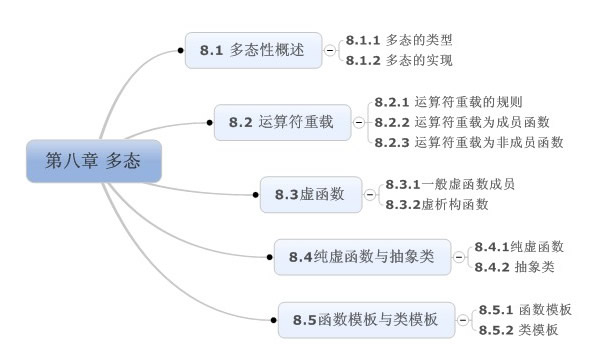 第八章 多态
8.1 多态性概述
8.1.1 多态的类型
8.1.2 多态的实现
8.2 运算符重载
8.2.1 运算符重载的规则
8.2.2 运算符重载为成员函数
8.2.3 运算符重载为非成员函数
8.3虚函数
8.3.1一般虚函数成员
8.3.2虚析构函数
8.4纯虚函数与抽象类
8.4.1纯虚函数
8.4.2 抽象类
8.5函数模板与类模板
8.5.1 函数模板
8.5.2 类模板